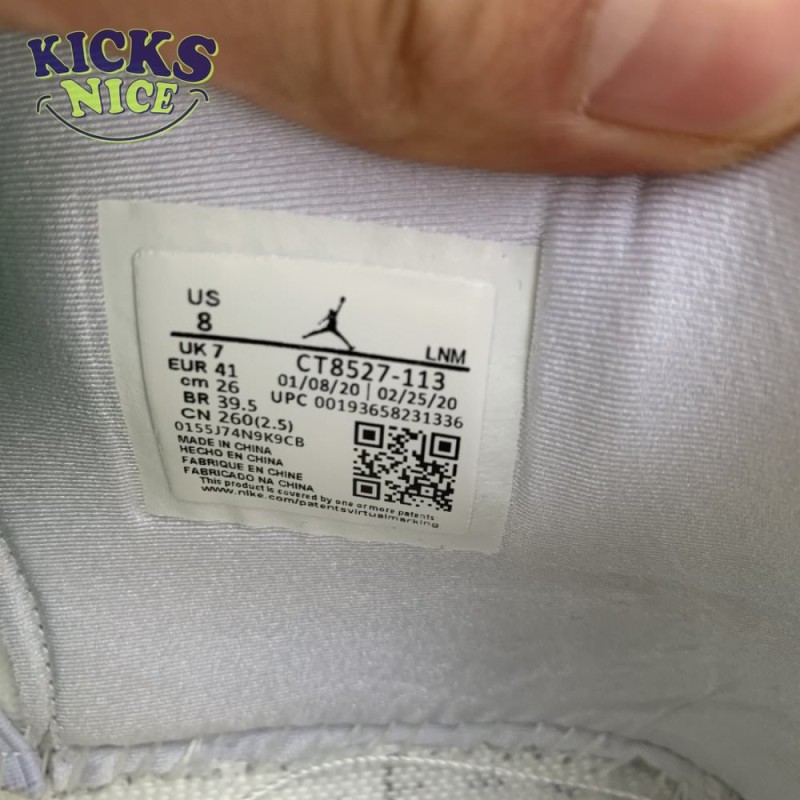 KICKS
NICE
US
8
UK 7
LNM
EUR 41
CT8527-113
cm 26
01/08/20 | 02/25/20
BR 39.5
UPC 00193658231336
CN 260(2.5)
0155J74N9K9CB
MADE IN CHINA
HECHO EN CHINA
FABRIQUE EN CHINE
FABRICADO NA CHINA
This product is covered by one or more patents
www.nike.com/patentsvirtualmarking